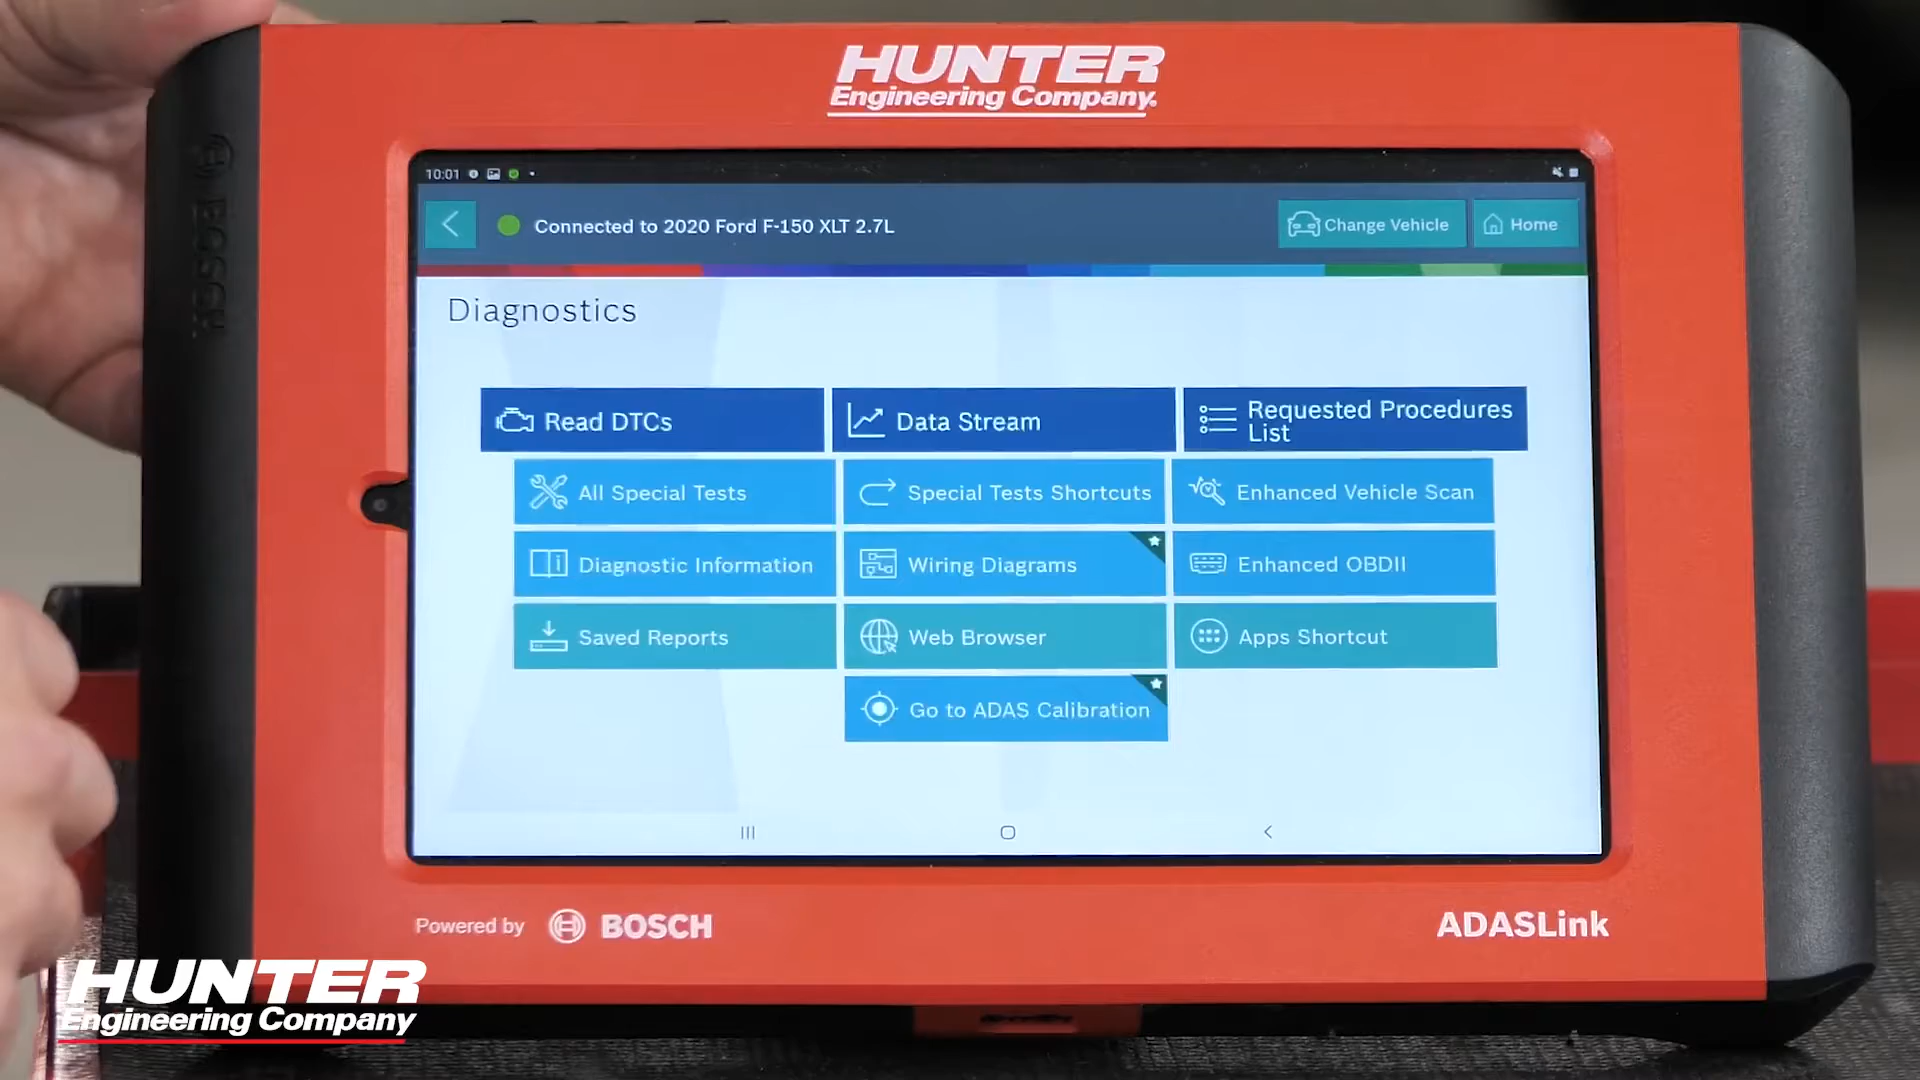 HUNTER
Engineering Company.
BOSCH
10:01
Connected to 2020 Ford F-150 XLT 2.7L
Change Vehicle
Home
Diagnostics
Read DTCs
Data Stream
Requested Procedures
List
All Special Tests
Special Tests Shortcuts
Enhanced Vehicle Scan
Diagnostic Information
Wiring Diagrams
Enhanced OBDII
Saved Reports
Web Browser
Apps Shortcut
Go to ADAS Calibration
Powered by BOSCH
ADASLink
HUNTER
Engineering Company